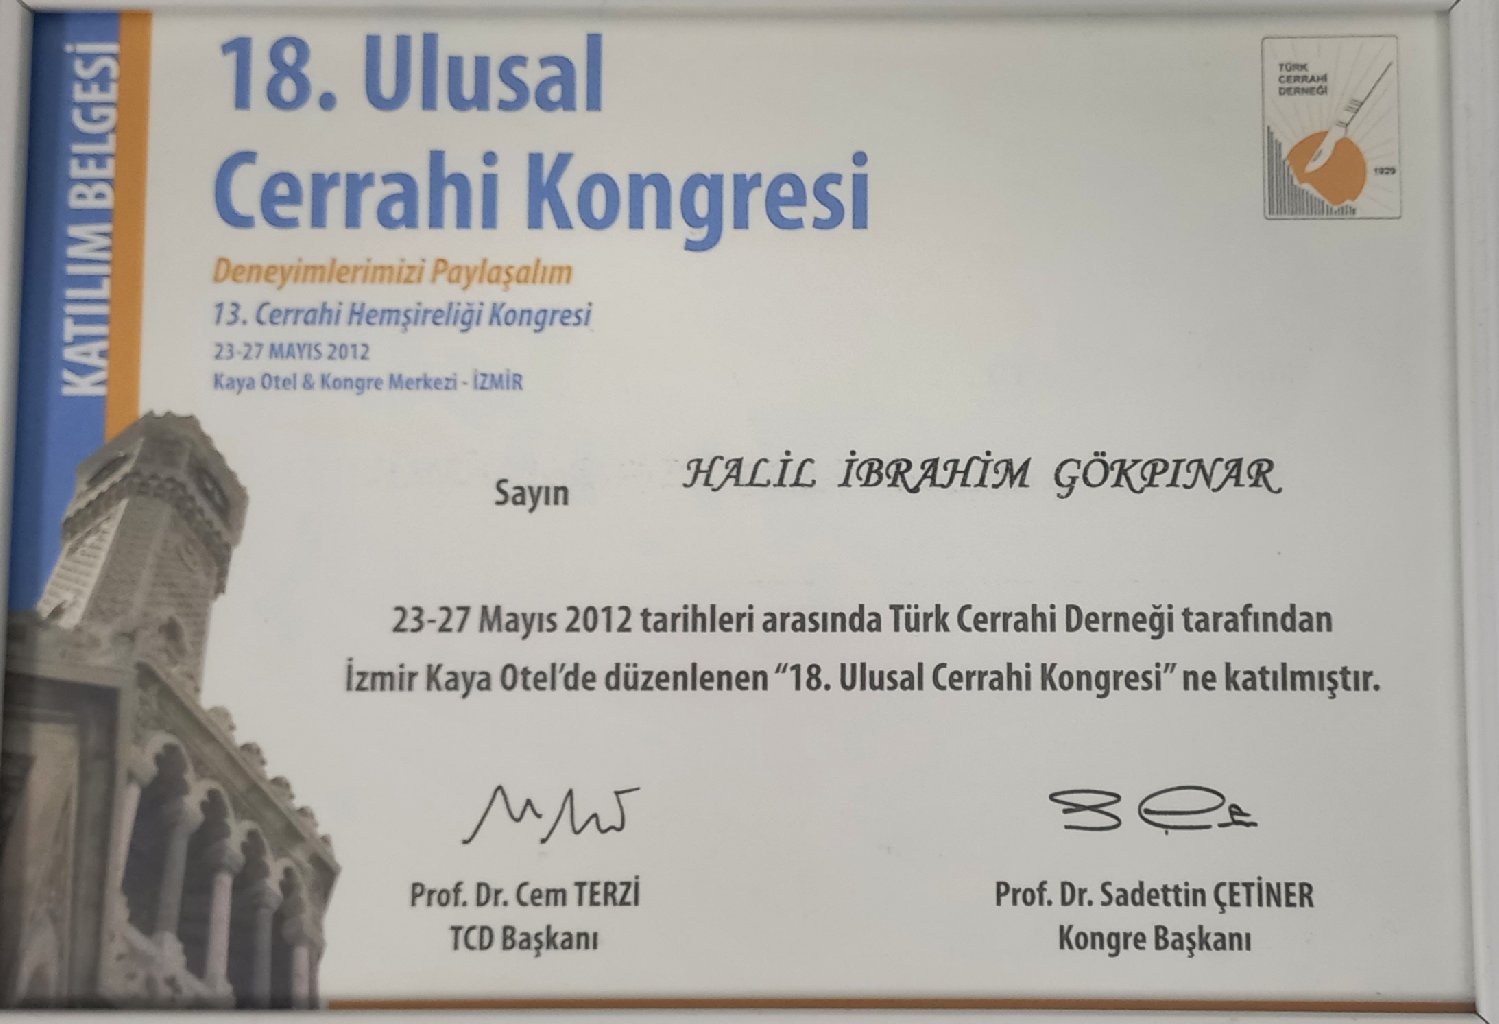 KATILIM BELGESİ
18. Ulusal
Cerrahi Kongresi
Deneyimlerimizi Paylaşalım
13. Cerrahi Hemşireliği Kongresi
23-27 MAYIS 2012
Kaya Otel & Kongre Merkezi - İZMİR
TÜRK
CERRAHİ
DERNEĞİ
1929
Sayın HALİL İBRAHİM GÖKPINAR
23-27 Mayıs 2012 tarihleri arasında Türk Cerrahi Derneği tarafından
İzmir Kaya Otel’de düzenlenen “18. Ulusal Cerrahi Kongresi” ne katılmıştır.
Prof. Dr. Cem TERZİ
TCD Başkanı
Prof. Dr. Sadettin ÇETİNER
Kongre Başkanı